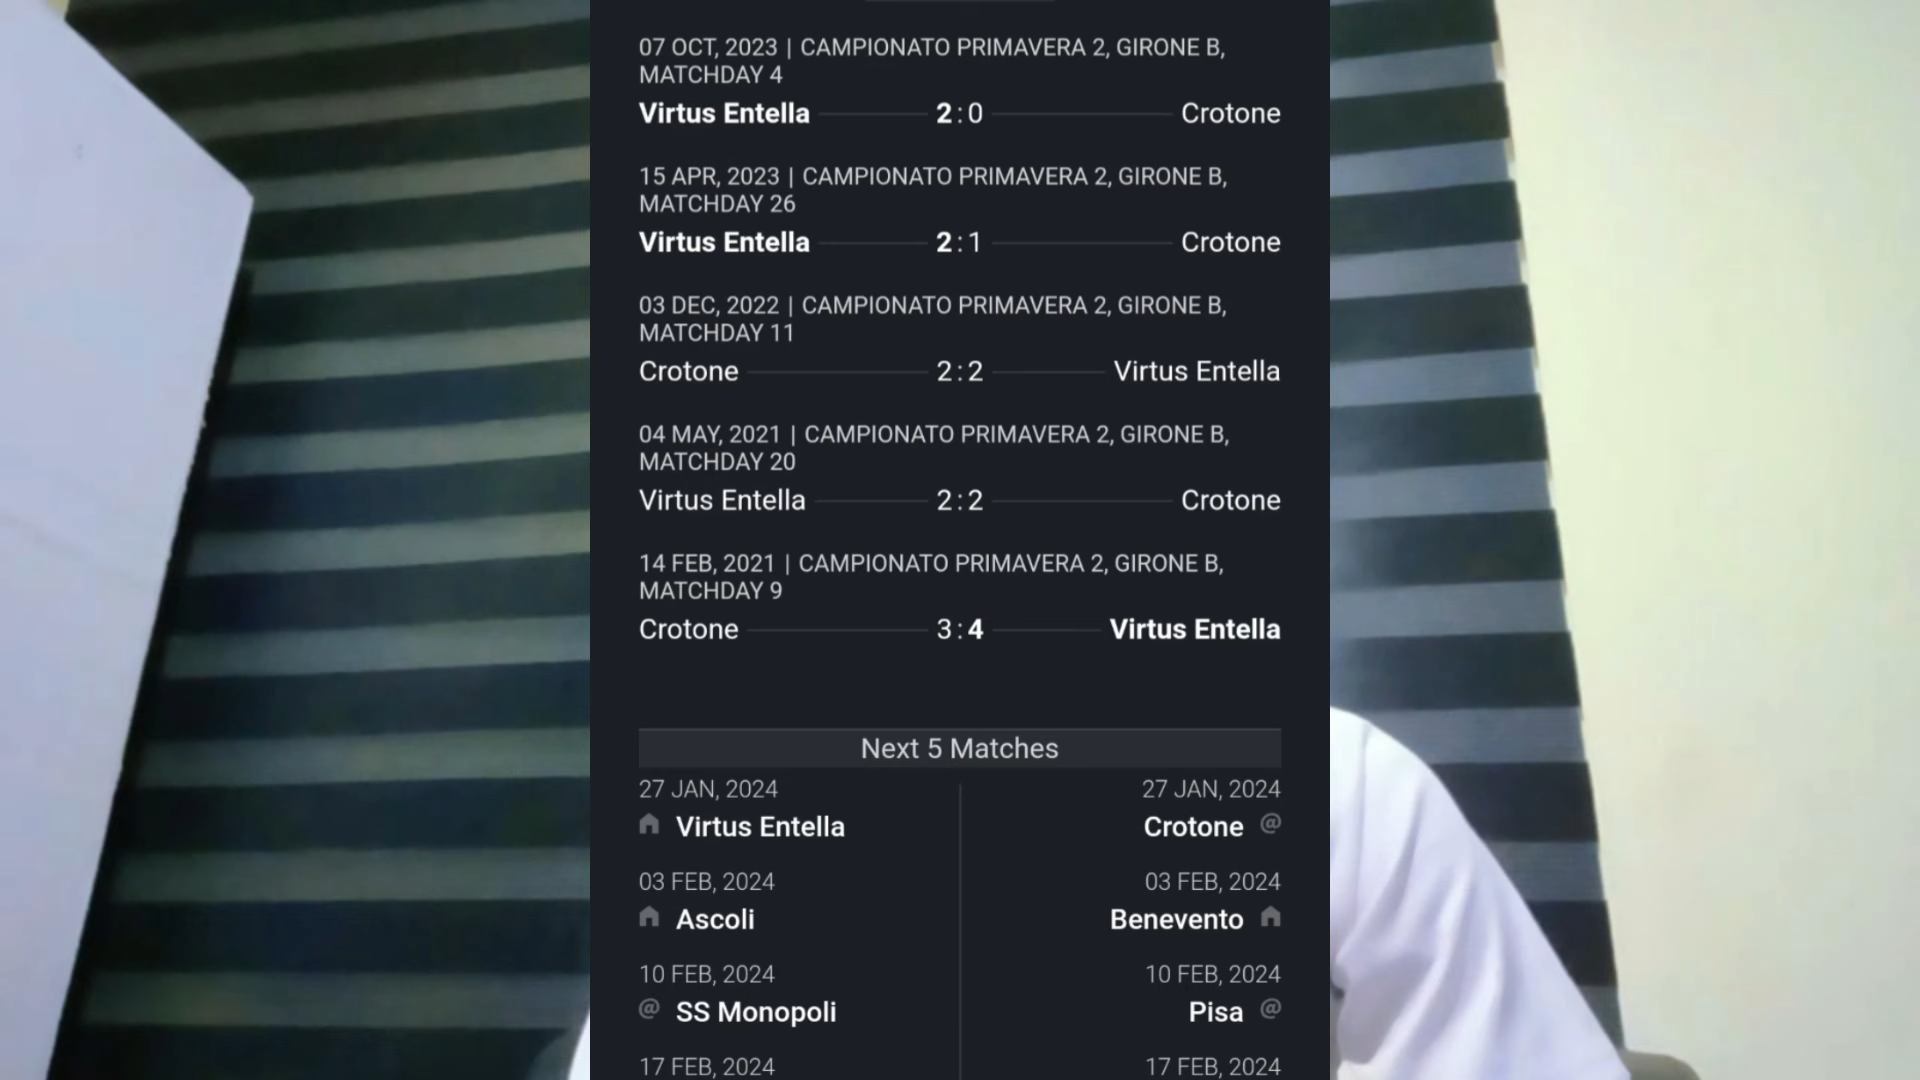 07 OCT, 2023 | CAMPIONATO PRIMAVERA 2, GIRONE B,
MATCHDAY 4
Virtus Entella 2:0 Crotone
15 APR, 2023 | CAMPIONATO PRIMAVERA 2, GIRONE B,
MATCHDAY 26
Virtus Entella 2:1 Crotone
03 DEC, 2022 | CAMPIONATO PRIMAVERA 2, GIRONE B,
MATCHDAY 11
Crotone 2:2 Virtus Entella
04 MAY, 2021 | CAMPIONATO PRIMAVERA 2, GIRONE B,
MATCHDAY 20
Virtus Entella 2:2 Crotone
14 FEB, 2021 | CAMPIONATO PRIMAVERA 2, GIRONE B,
MATCHDAY 9
Crotone 3:4 Virtus Entella
Next 5 Matches
27 JAN, 2024 27 JAN, 2024
Virtus Entella Crotone @
03 FEB, 2024 03 FEB, 2024
Ascoli Benevento
10 FEB, 2024 10 FEB, 2024
@ SS Monopoli Pisa @
17 FEB, 2024 17 FEB, 2024